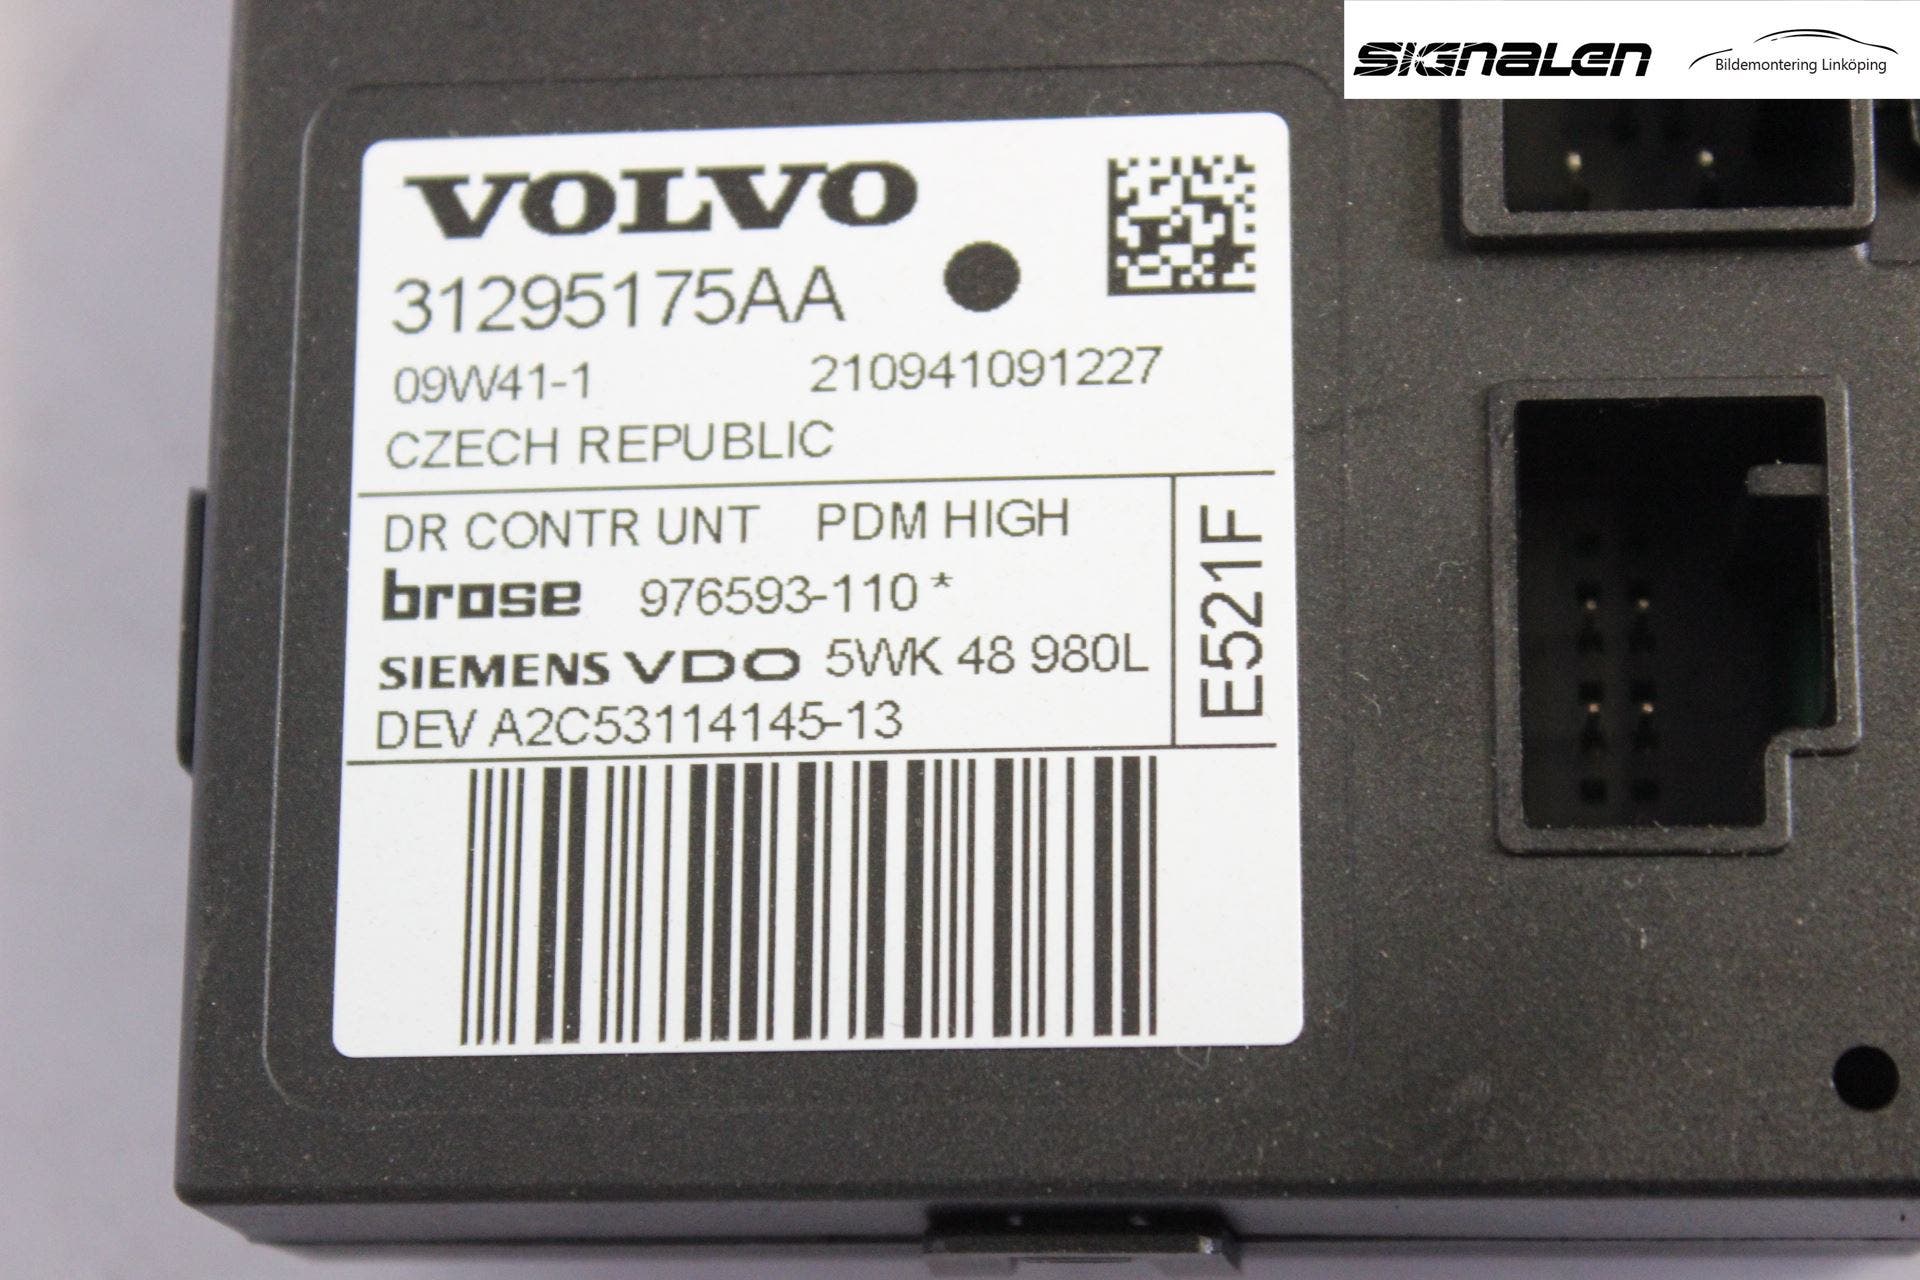 SIGNALEN
Bildemontering Linköping
VOLVO
31295175AA
09W41-1 210941091227
CZECH REPUBLIC
DR CONTR UNT PDM HIGH
brose 976593-110 *
SIEMENS VDO 5WK 48 980L
DEV A2C53114145-13
E521F